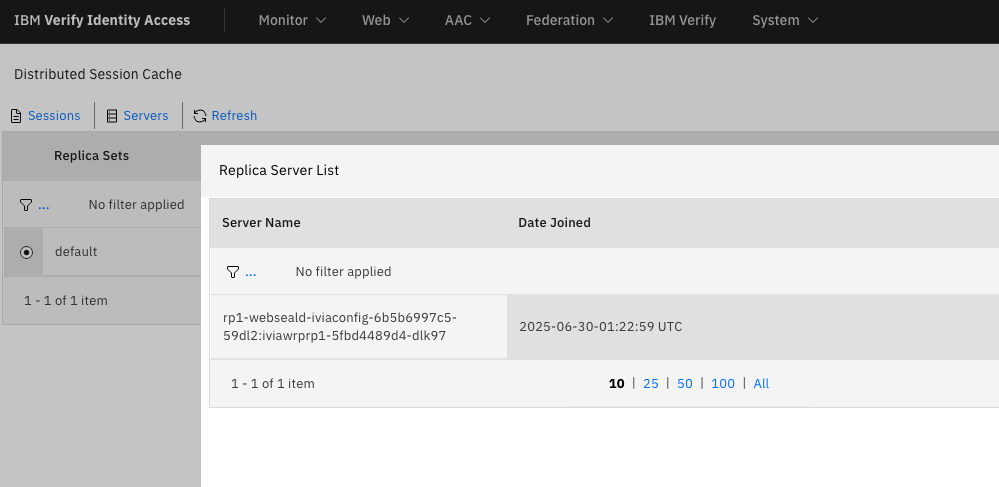 IBM Verify Identity Access Monitor Web AAC Federation IBM Verify System
Distributed Session Cache
Sessions Servers Refresh
Replica Sets
... No filter applied
default
1 - 1 of 1 item
Replica Server List
Server Name Date Joined
... No filter applied
rp1-webseald-iviaconfig-6b5b6997c5-
59dl2:iviawrprp1-5fbd4489d4-dlk97
2025-06-30-01:22:59 UTC
1 - 1 of 1 item 10 | 25 | 50 | 100 | All